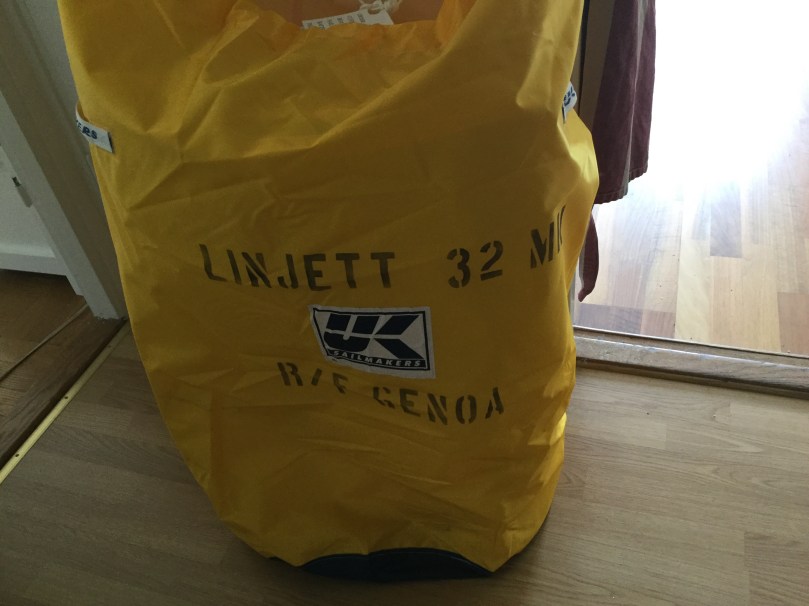 LINJETT 32
UK
SAILMAKERS
R/F GENOA